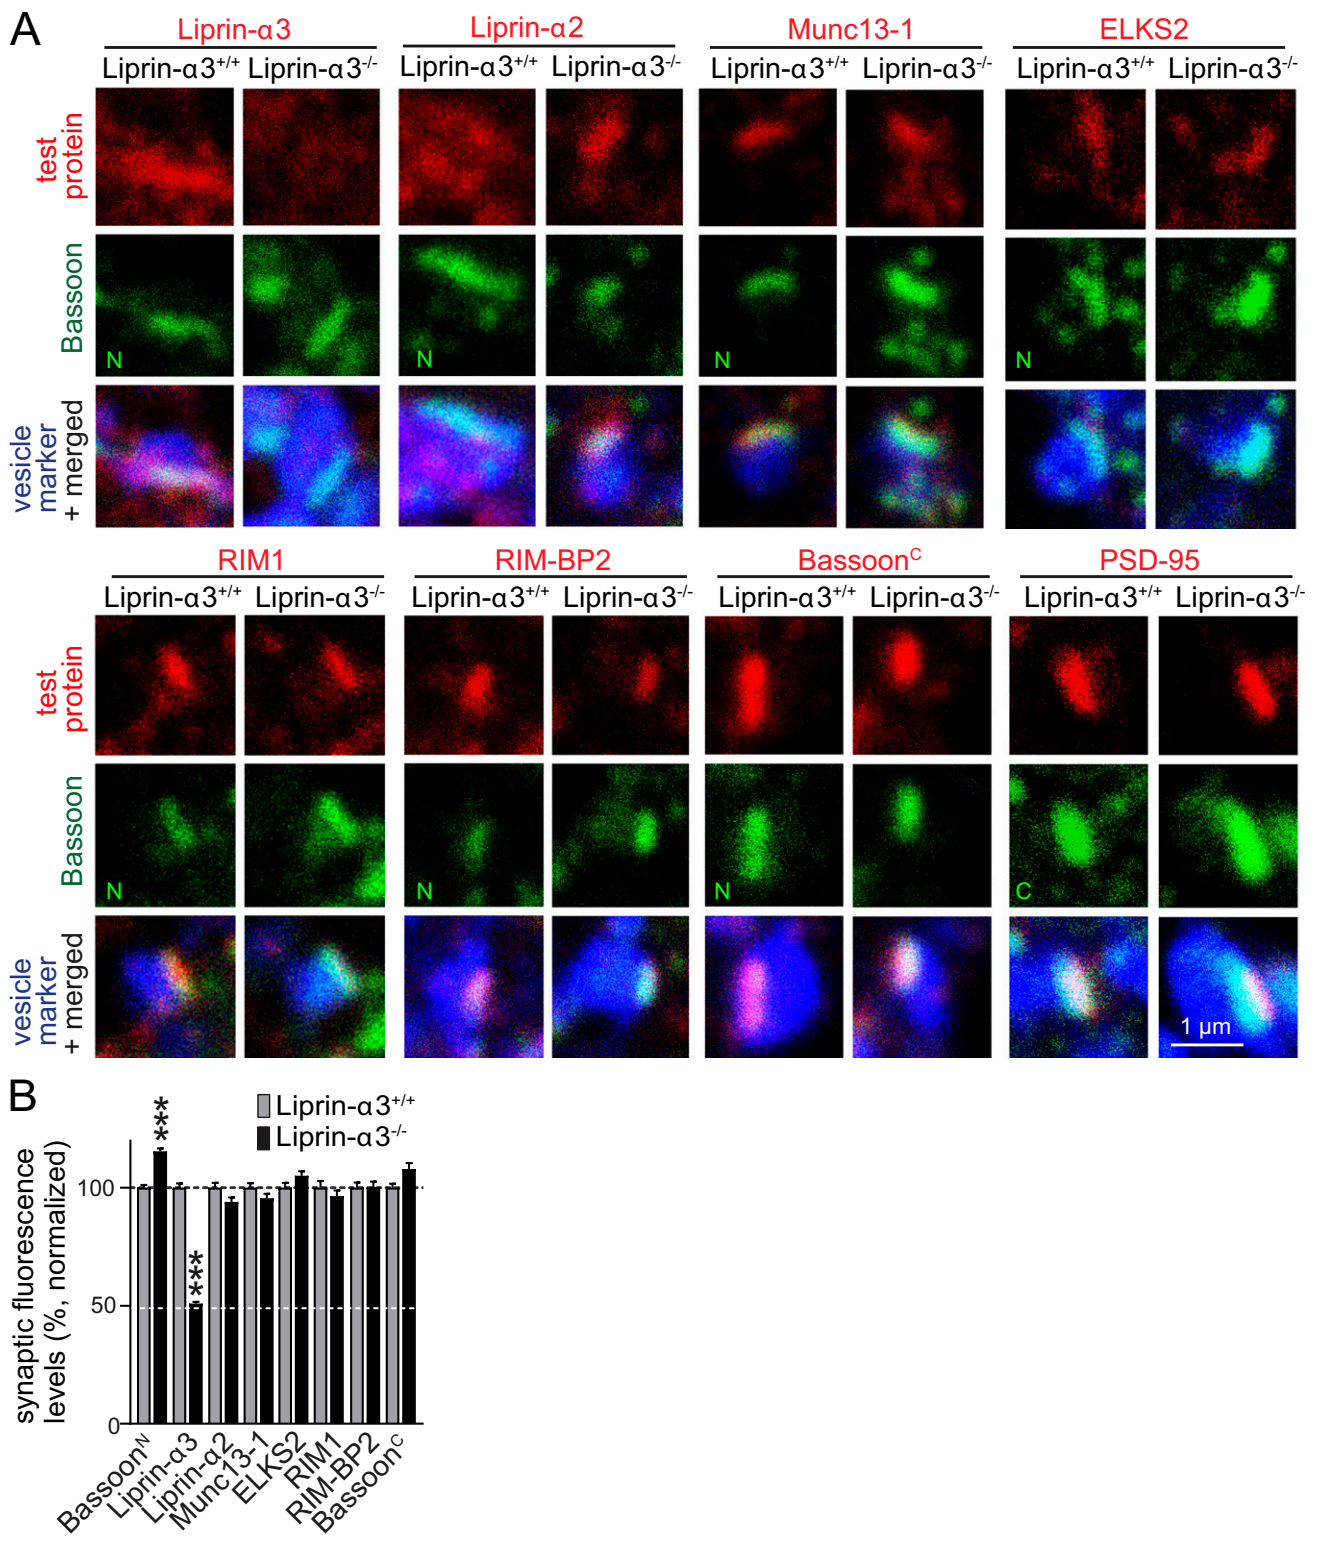 A
Liprin-α3
Liprin-α2
Munc13-1
ELKS2
Liprin-α3+/+ Liprin-α3-/-
Liprin-α3+/+ Liprin-α3-/-
Liprin-α3+/+ Liprin-α3-/-
Liprin-α3+/+ Liprin-α3-/-
test
protein
Bassoon
N
N
N
N
vesicle
marker
+ merged
RIM1
RIM-BP2
BassoonC
PSD-95
Liprin-α3+/+ Liprin-α3-/-
Liprin-α3+/+ Liprin-α3-/-
Liprin-α3+/+ Liprin-α3-/-
Liprin-α3+/+ Liprin-α3-/-
test
protein
Bassoon
N
N
N
C
vesicle
marker
+ merged
1 µm
B
Liprin-α3+/+
Liprin-α3-/-
***
***
synaptic fluorescence
levels (%, normalized)
100
50
0
BassoonN
Liprin-α3
Liprin-α2
Munc13-1
ELKS2
RIM1
RIM-BP2
BassoonC